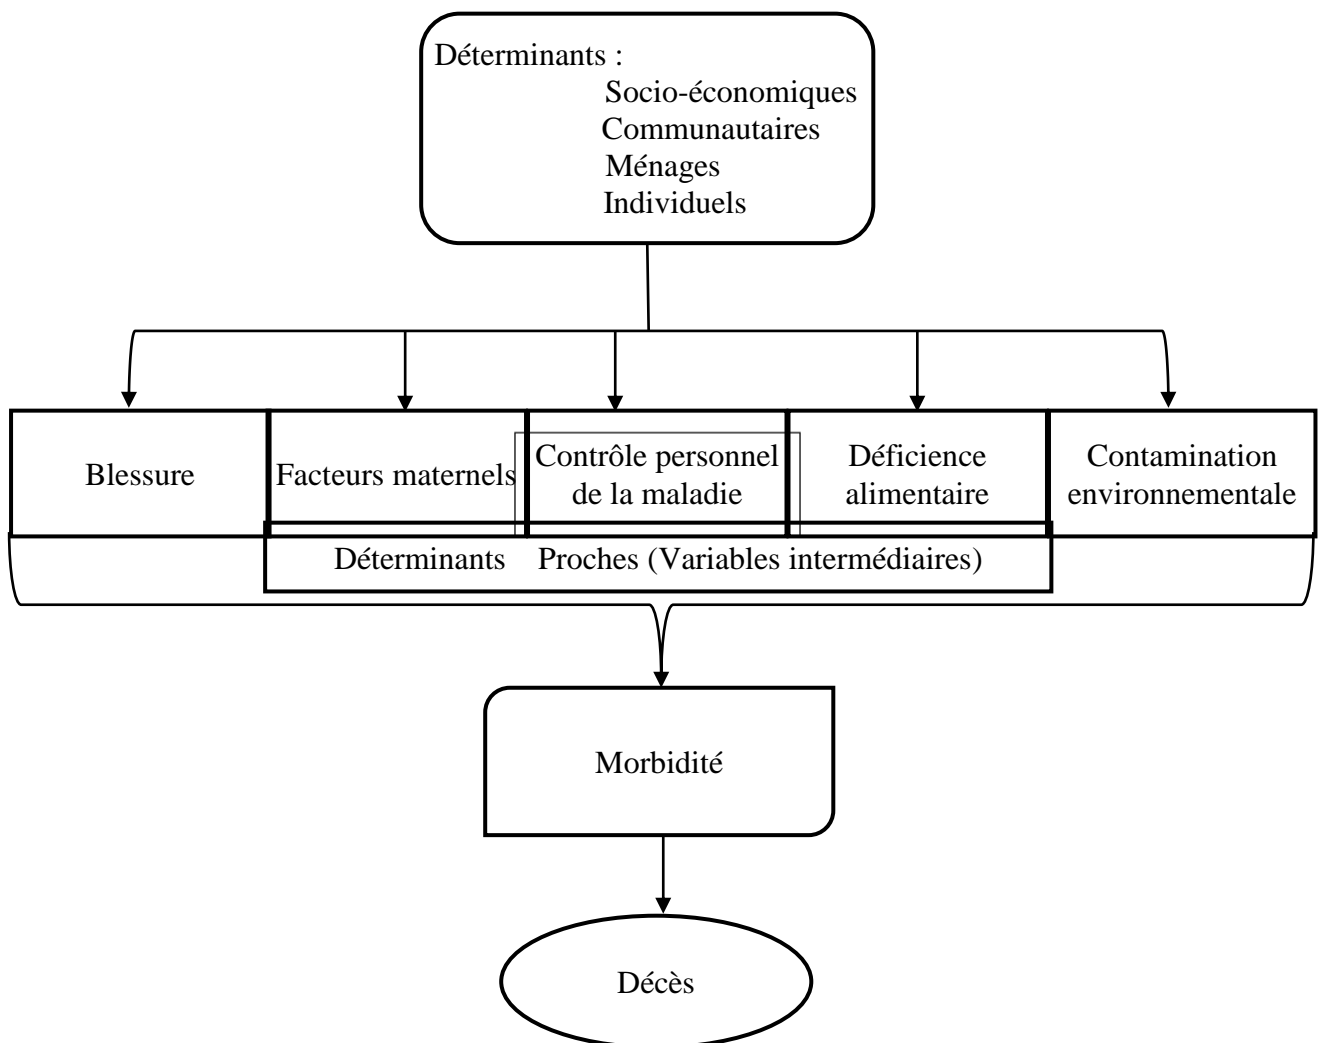 Déterminants :
Socio-économiques
Communautaires
Ménages
Individuels
Blessure
Facteurs maternels
Contrôle personnel
de la maladie
Déficience
alimentaire
Contamination
environnementale
Déterminants Proches (Variables intermédiaires)
Morbidité
Décès